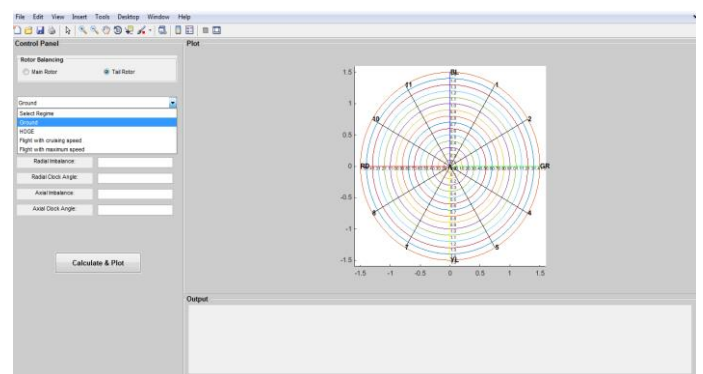 File Edit View Insert Tools Desktop Window Help
Control Panel
Rotor Balancing
Main Rotor Tail Rotor
Ground
Select Regime
Ground
HOGE
Flight with cruising speed
Flight with maximum speed
Radial Imbalance:
Radial Clock Angle:
Axial Imbalance:
Axial Clock Angle:
Calculate & Plot
Plot
1.5
1
0.5
0
-0.5
-1
-1.5
BL
11 1
10 2
RD GR
8 4
7 5
YL
-1.5 -1 -0.5 0 0.5 1 1.5
Output